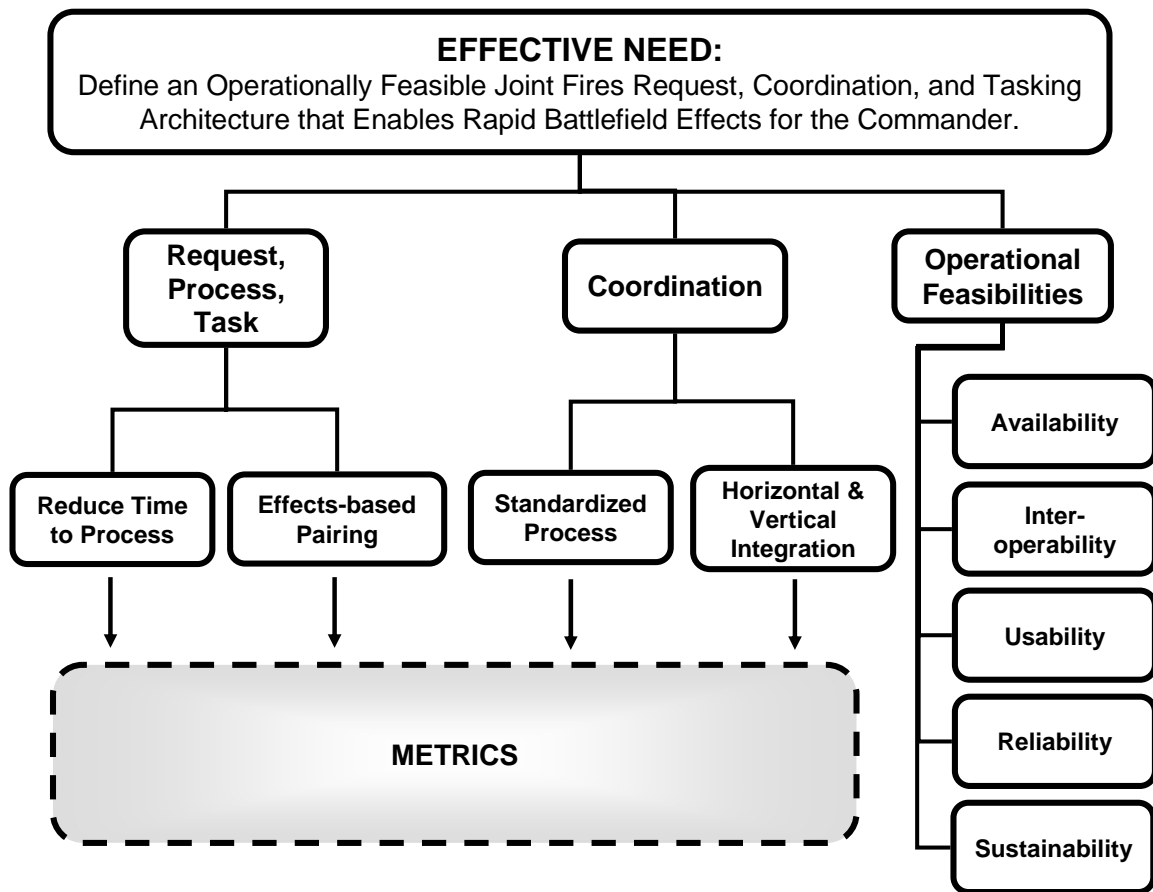 EFFECTIVE NEED:
Define an Operationally Feasible Joint Fires Request, Coordination, and Tasking
Architecture that Enables Rapid Battlefield Effects for the Commander.
Request,
Process,
Task
Coordination
Operational
Feasibilities
Reduce Time
to Process
Effects-based
Pairing
Standardized
Process
Horizontal &
Vertical
Integration
Availability
Inter-
operability
Usability
Reliability
Sustainability
METRICS